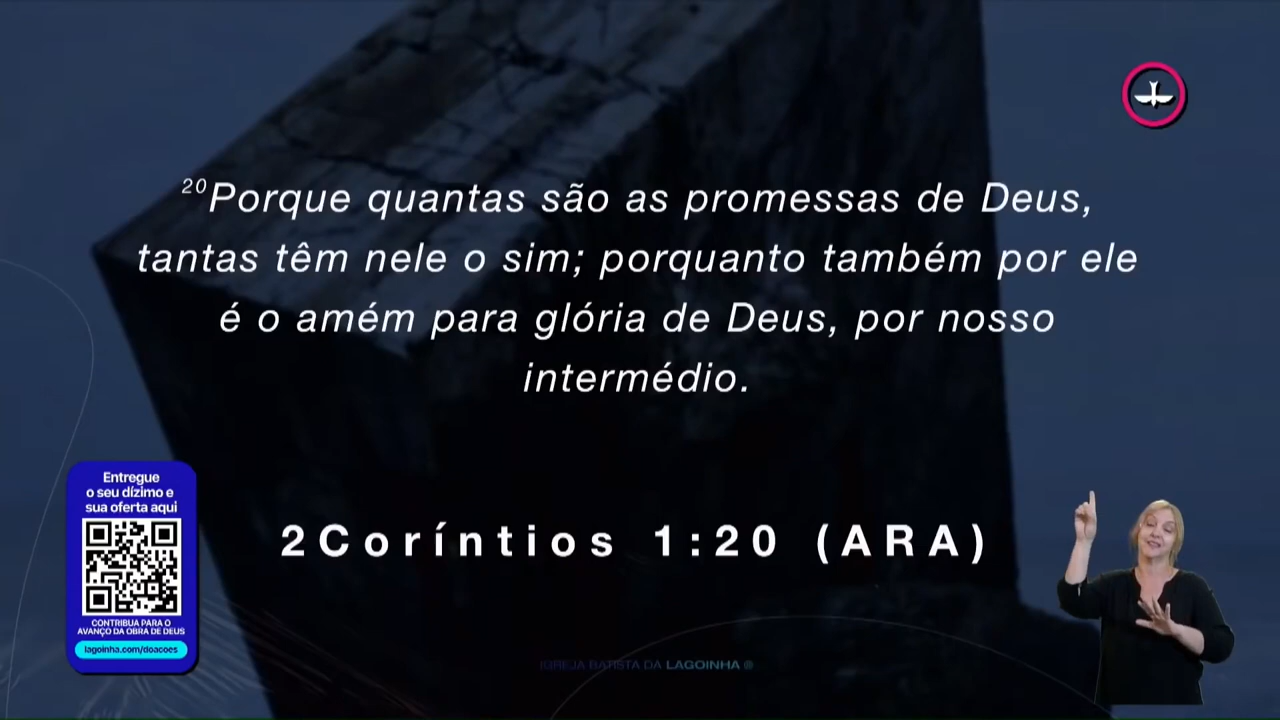 ²⁰Porque quantas são as promessas de Deus,
tantas têm nele o sim; porquanto também por ele
é o amém para glória de Deus, por nosso
intermédio.
2Coríntios 1:20 (ARA)
Entregue
o seu dízimo e
sua oferta aqui
CONTRIBUA PARA O
AVANÇO DA OBRA DE DEUS
lagoinha.com/doacoes
IGREJA BATISTA DA LAGOINHA ®